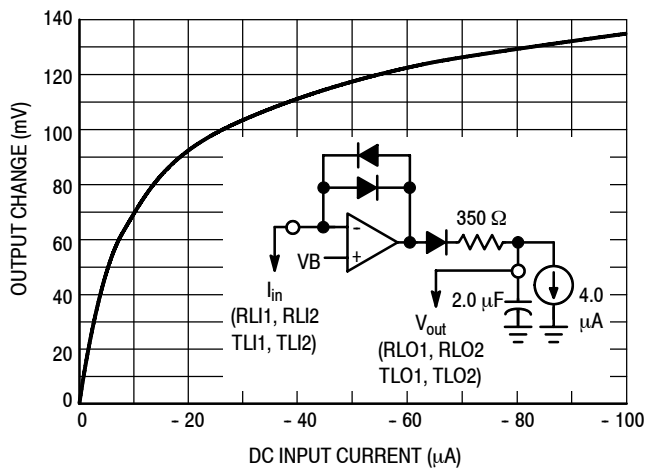 OUTPUT CHANGE (mV)
140
120
100
80
60
40
20
0
0
- 20
- 40
- 60
- 80
- 100
DC INPUT CURRENT (μA)
-
+
VB
Iin
(RLI1, RLI2
TLI1, TLI2)
350 Ω
2.0 μF
4.0
μA
Vout
(RLO1, RLO2
TLO1, TLO2)